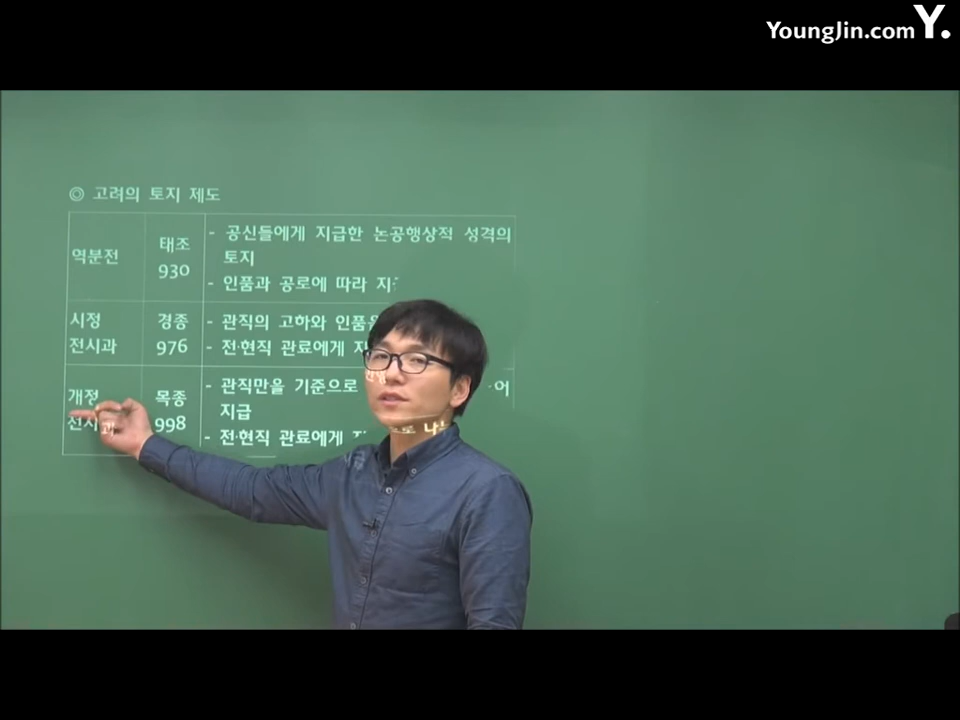 YoungJin.com Y.
◎ 고려의 토지 제도
역분전
태조
930
- 공신들에게 지급한 논공행상적 성격의
토지
- 인품과 공로에 따라
시정
전시과
경종
976
- 관직의 고하와
- 전·현직 관료에게
개정
전시과
목종
998
- 관직만을 기준으로
지급
- 전·현직 관료에게